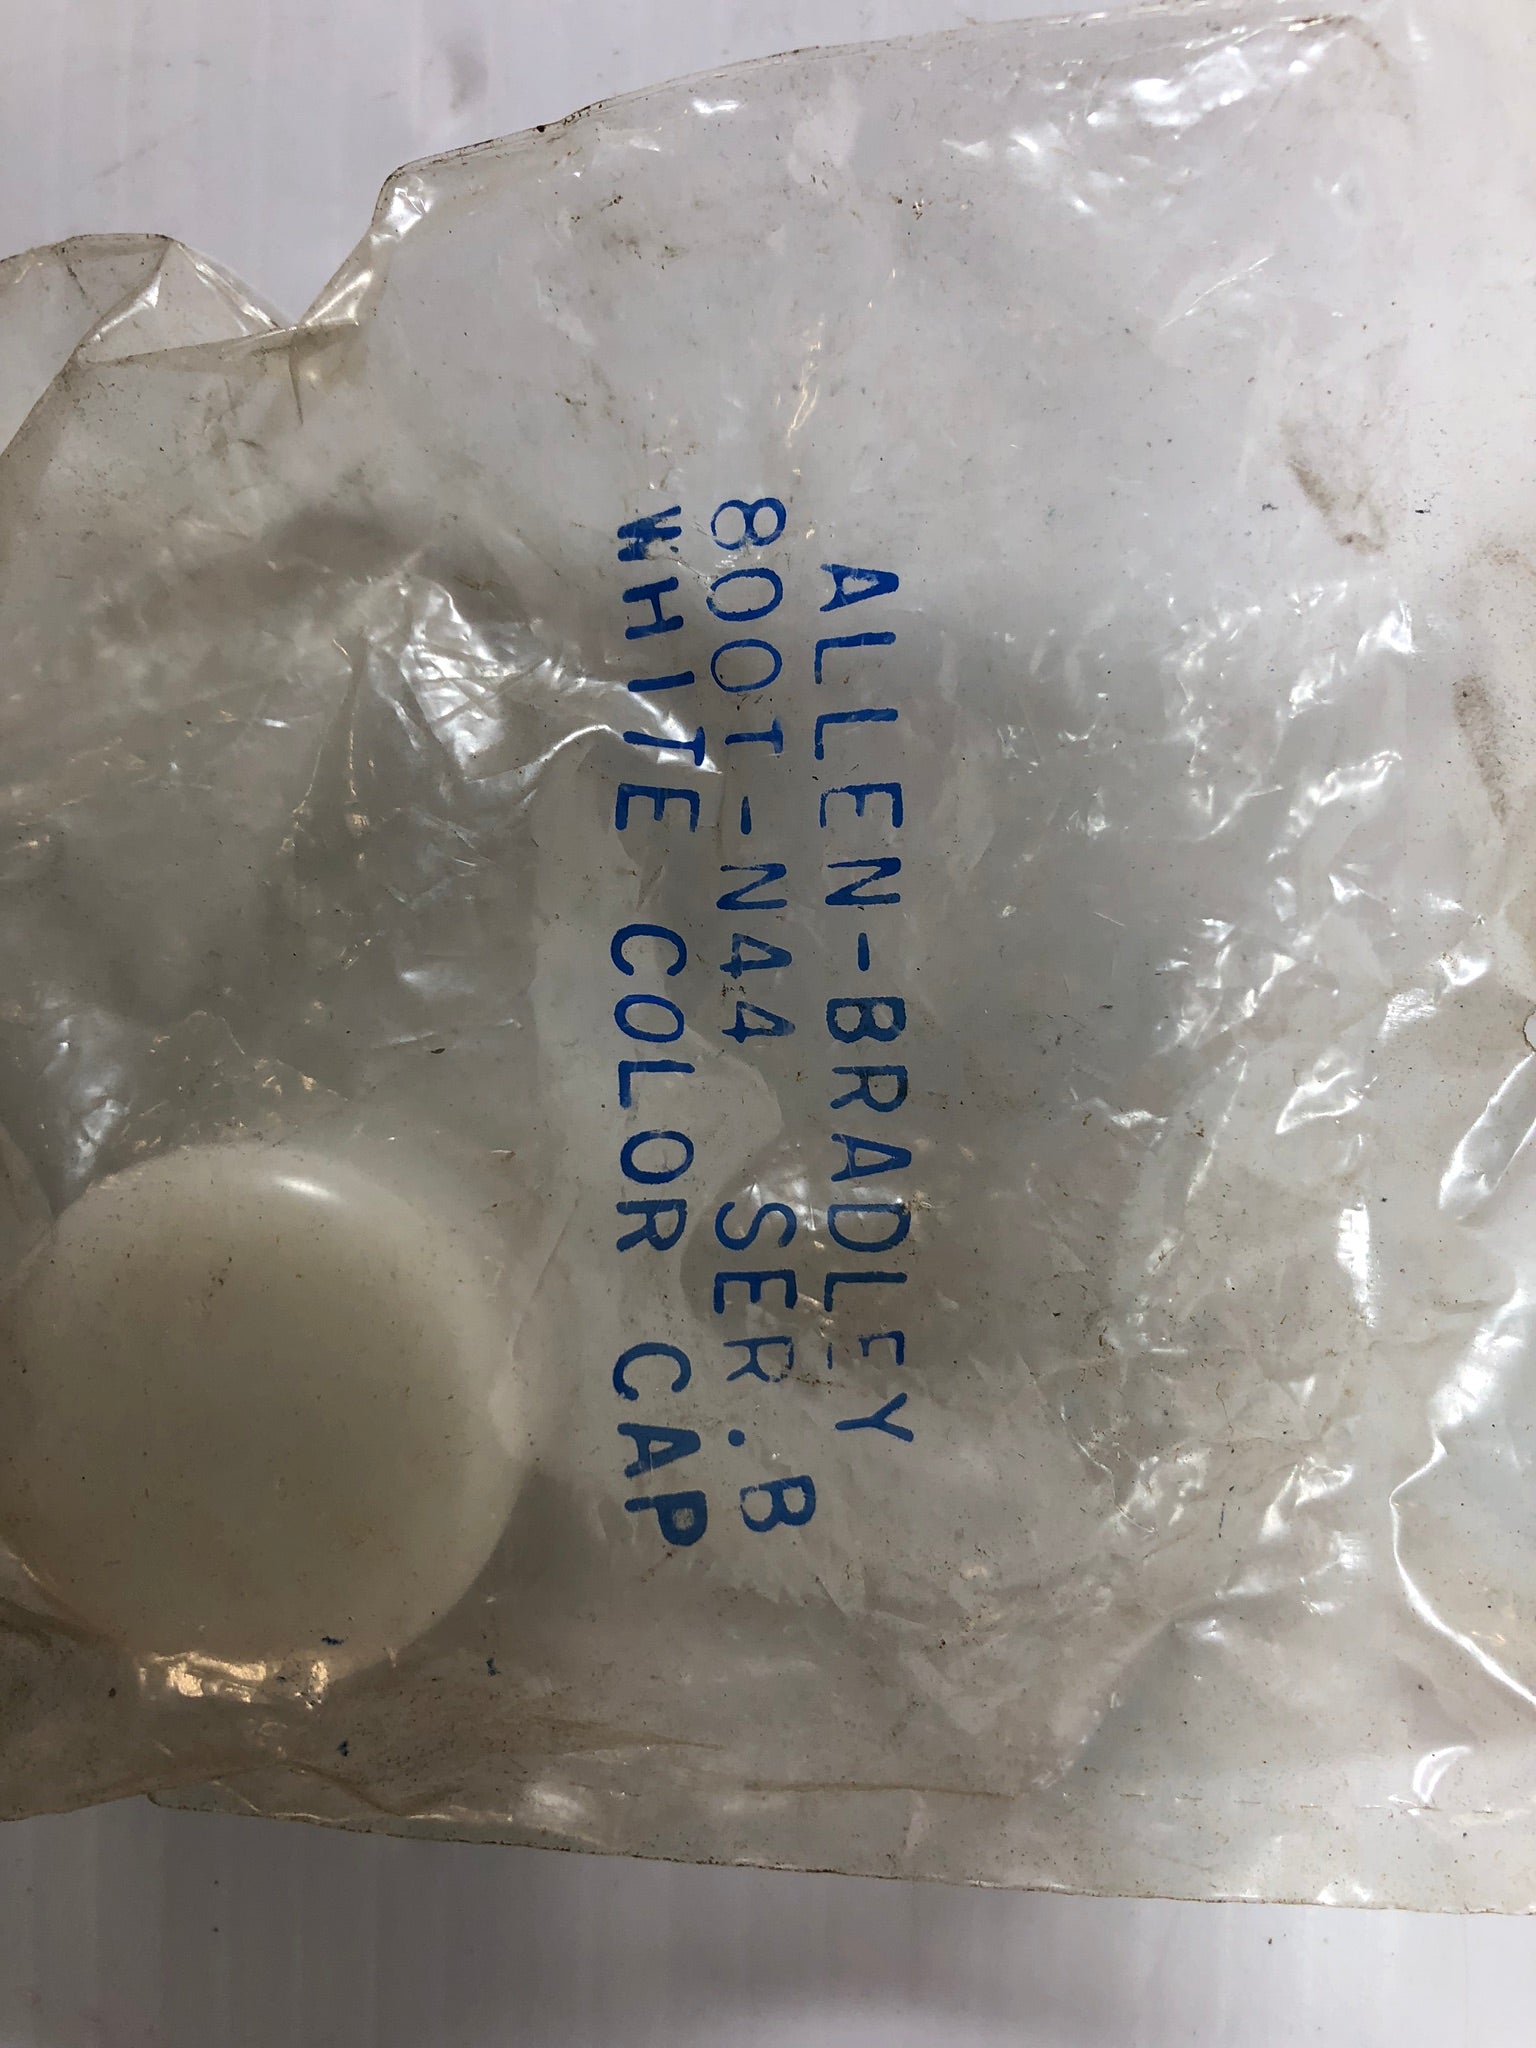 ALLEN-BRADLEY
800T-N44 SER.B
WHITE COLOR CAP